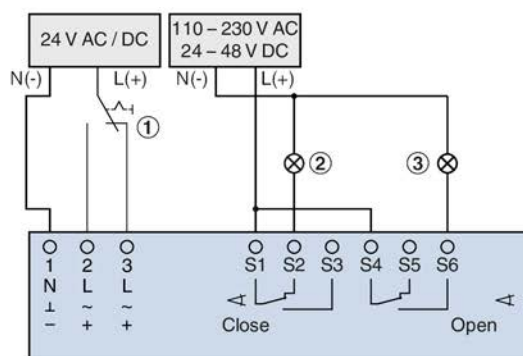 24 V AC / DC
110 – 230 V AC
24 – 48 V DC
N(-) L(+) N(-) L(+)
①
② ③
1 2 3 S1 S2 S3 S4 S5 S6
N L L
⊥ ~ ~
– + +
Close Open